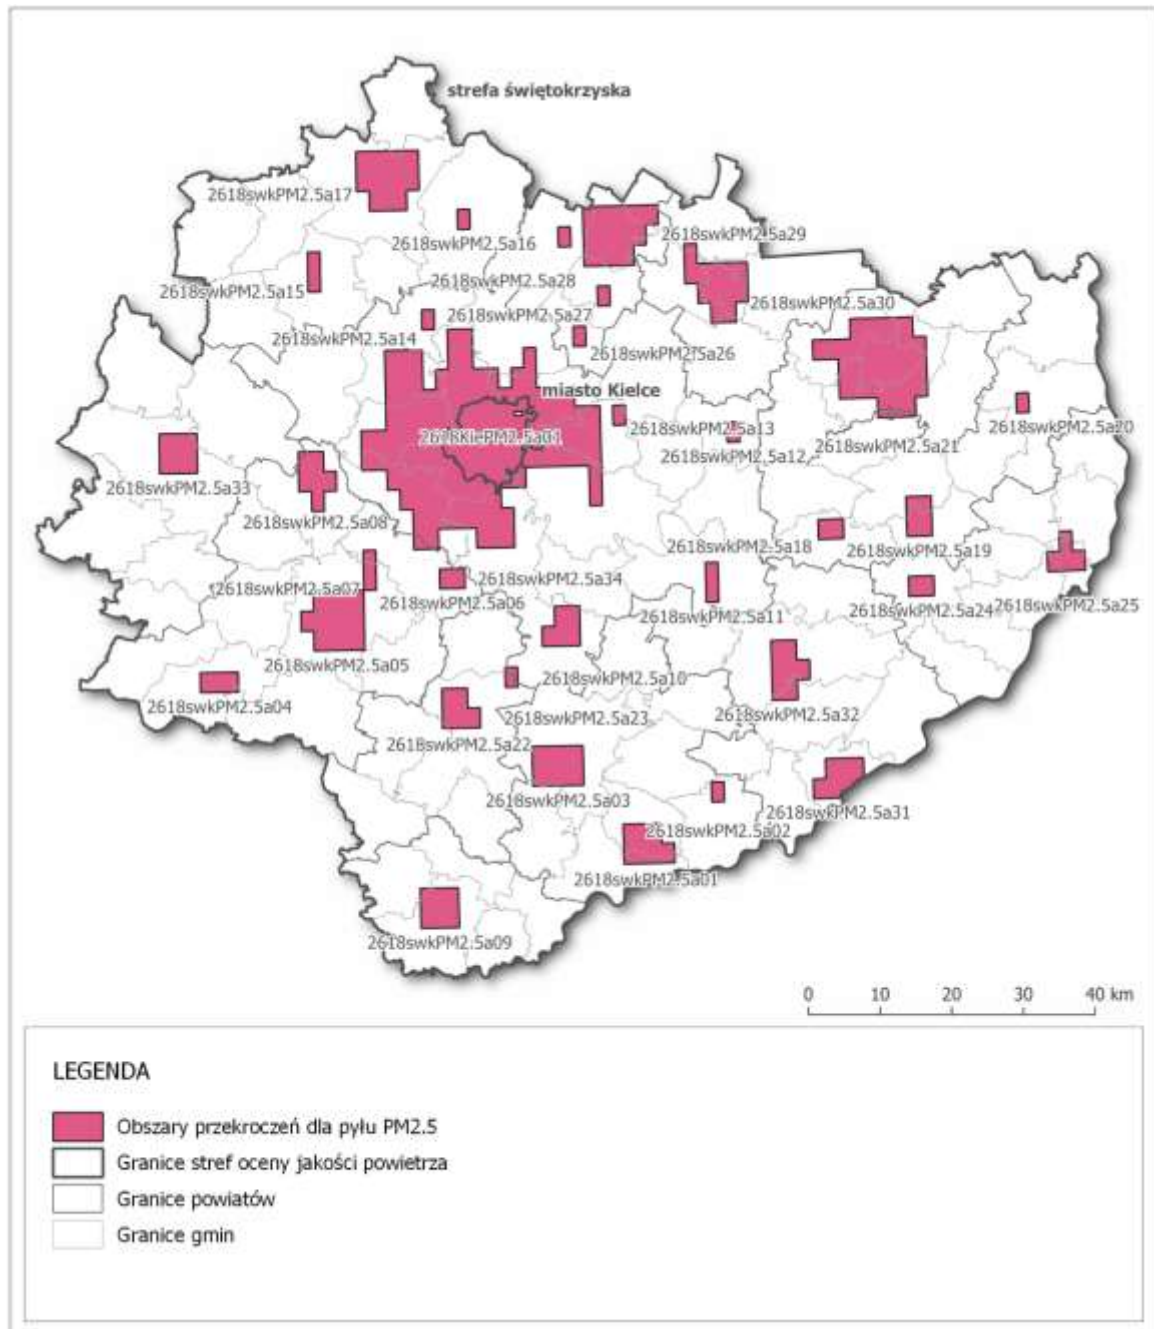 strefa świętokrzyska
2618swkPM2.5a17
2618swkPM2.5a16
2618swkPM2.5a29
2618swkPM2.5a28
2618swkPM2.5a15
2618swkPM2.5a30
2618swkPM2.5a27
2618swkPM2.5a14
2618swkPM2.5a26
miasto Kielce
2618swkPM2.5a13
2618swkPM2.5a20
2618KiePM2.5a01
2618swkPM2.5a12
2618swkPM2.5a21
2618swkPM2.5a33
2618swkPM2.5a08
2618swkPM2.5a18
2618swkPM2.5a19
2618swkPM2.5a34
2618swkPM2.5a07
2618swkPM2.5a06
2618swkPM2.5a11
2618swkPM2.5a24
2618swkPM2.5a25
2618swkPM2.5a05
2618swkPM2.5a10
2618swkPM2.5a04
2618swkPM2.5a23
2618swkPM2.5a32
2618swkPM2.5a22
2618swkPM2.5a03
2618swkPM2.5a31
2618swkPM2.5a02
2618swkPM2.5a01
2618swkPM2.5a09
0 10 20 30 40 km
LEGENDA
Obszary przekroczeń dla pyłu PM2.5
Granice stref oceny jakości powietrza
Granice powiatów
Granice gmin